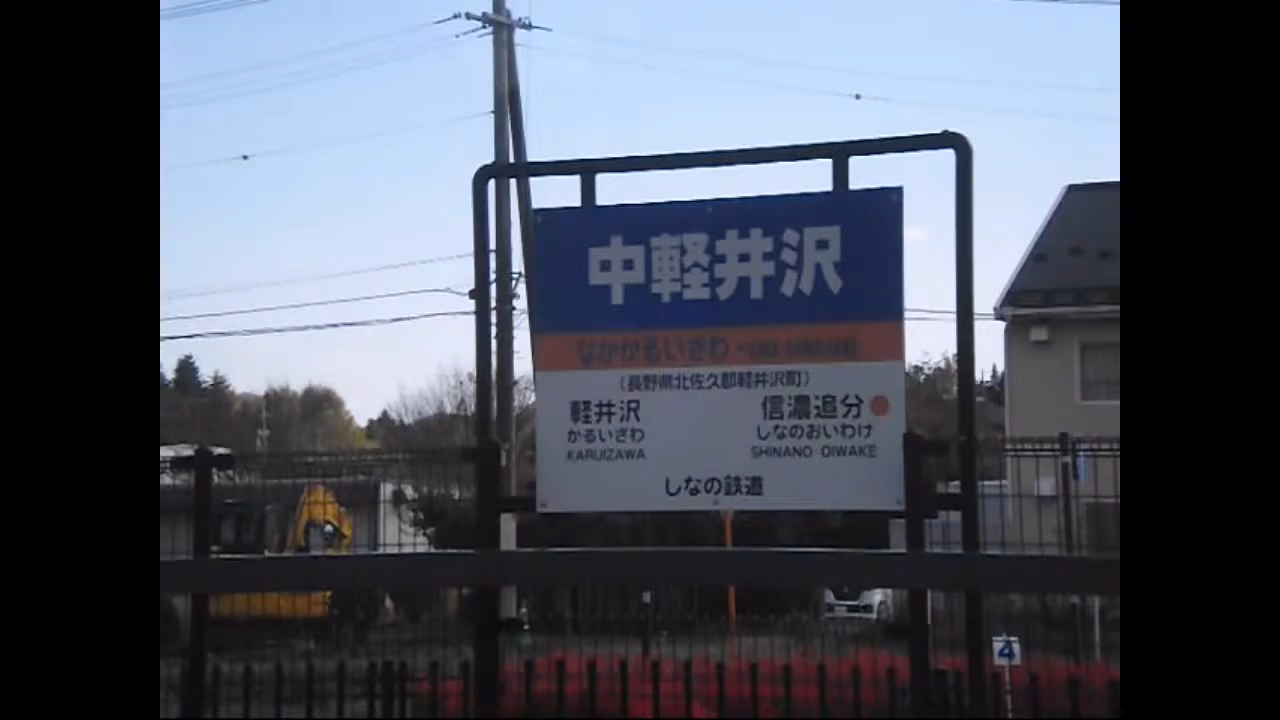 中軽井沢
なかかるいざわ
(長野県北佐久郡軽井沢町)
軽井沢 信濃追分
かるいざわ しなのおいわけ
KARUIZAWA SHINANO OIWAKE
しなの鉄道
4